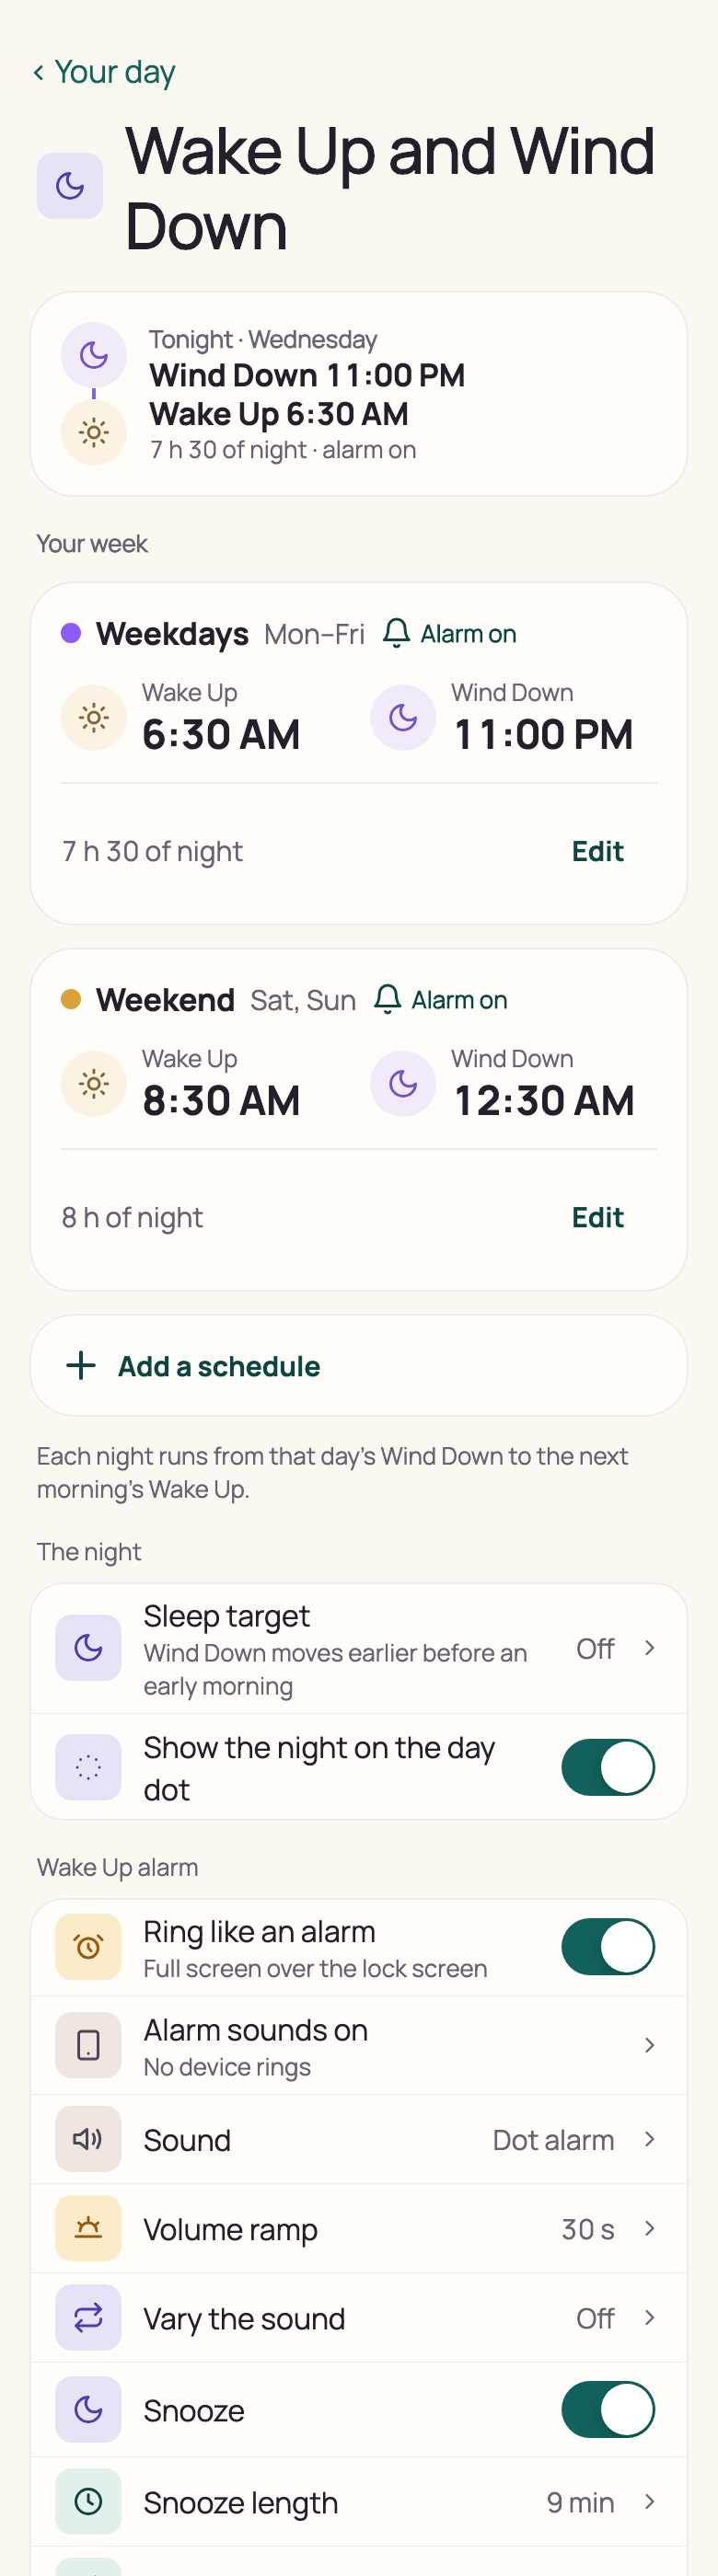 ‹ Your day
Wake Up and Wind
Down
Tonight · Wednesday
Wind Down 11:00 PM
Wake Up 6:30 AM
7 h 30 of night · alarm on
Your week
Weekdays Mon–Fri Alarm on
Wake Up Wind Down
6:30 AM 11:00 PM
7 h 30 of night Edit
Weekend Sat, Sun Alarm on
Wake Up Wind Down
8:30 AM 12:30 AM
8 h of night Edit
Add a schedule
Each night runs from that day’s Wind Down to the next
morning’s Wake Up.
The night
Sleep target
Wind Down moves earlier before an
early morning
Off
Show the night on the day
dot
Wake Up alarm
Ring like an alarm
Full screen over the lock screen
Alarm sounds on
No device rings
Sound Dot alarm
Volume ramp 30 s
Vary the sound Off
Snooze
Snooze length 9 min